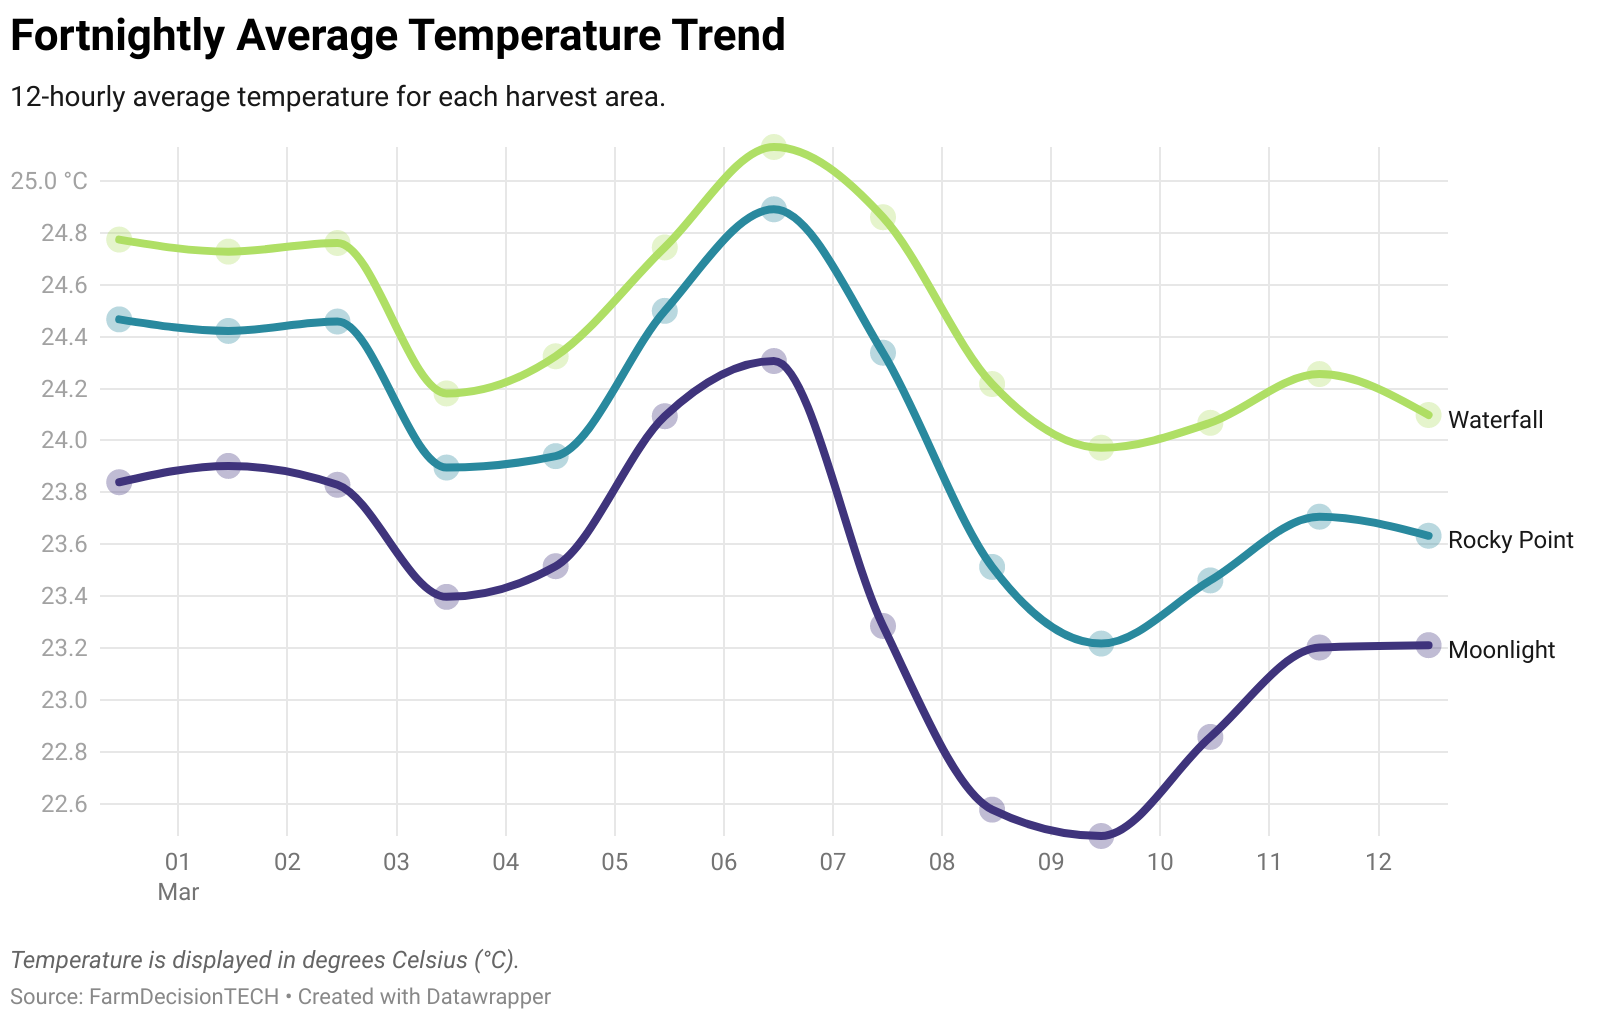 Fortnightly Average Temperature Trend
12-hourly average temperature for each harvest area.
25.0 °C
24.8
24.6
24.4
24.2
24.0
23.8
23.6
23.4
23.2
23.0
22.8
22.6
Waterfall
Rocky Point
Moonlight
01 02 03 04 05 06 07 08 09 10 11 12
Mar
Temperature is displayed in degrees Celsius (°C).
Source: FarmDecisionTECH • Created with Datawrapper